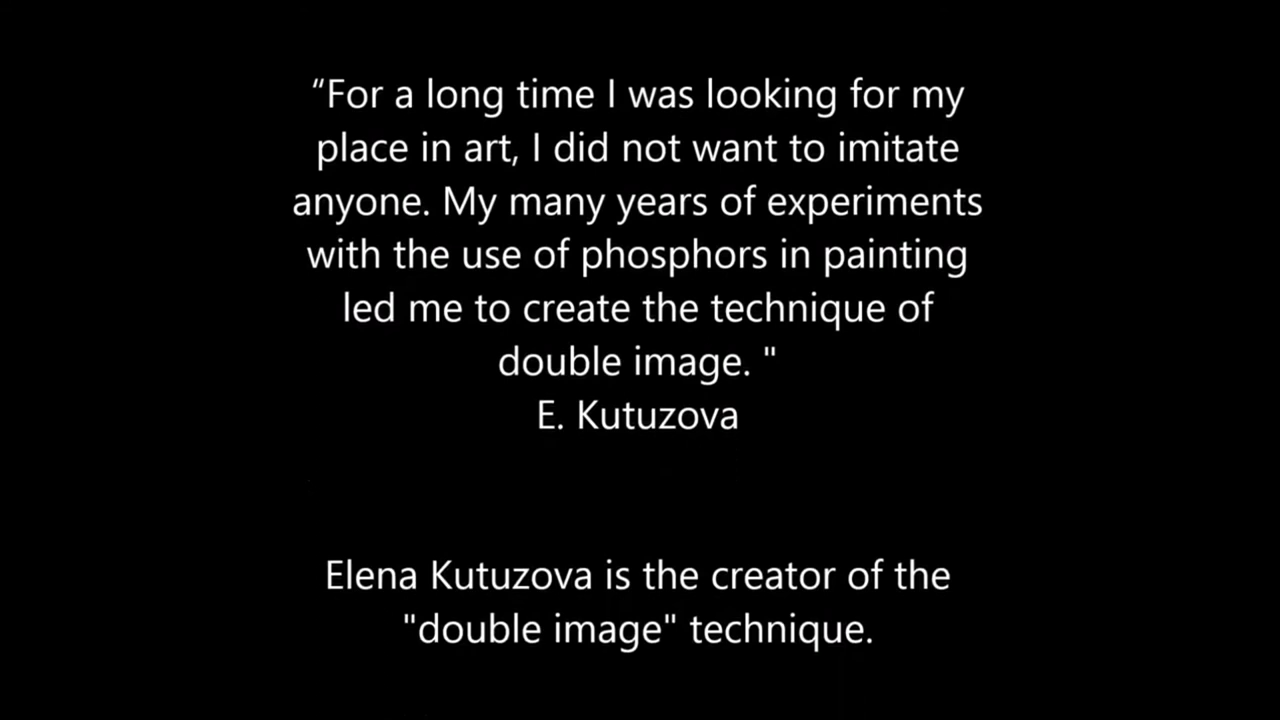 “For a long time I was looking for my
place in art, I did not want to imitate
anyone. My many years of experiments
with the use of phosphors in painting
led me to create the technique of
double image. "
E. Kutuzova
Elena Kutuzova is the creator of the
"double image" technique.